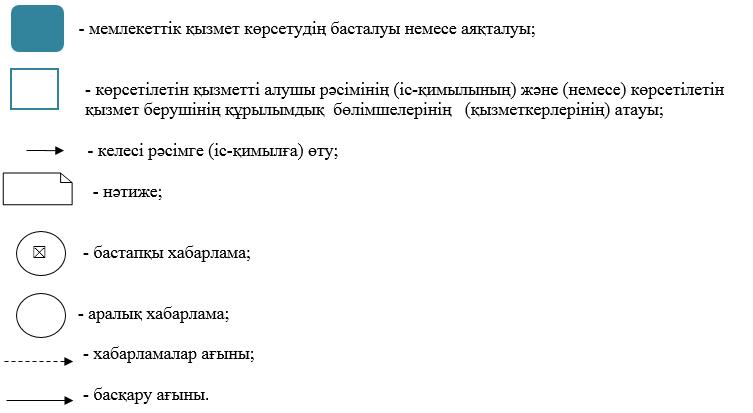 - мемлекеттік қызмет көрсетудің басталуы немесе аяқталуы;
- көрсетілетін қызметті алушы рәсімінің (іс-қимылының) және (немесе) көрсетілетін
қызмет берушінің құрылымдық бөлімшелерінің (қызметкерлерінің) атауы;
- келесі рәсімге (іс-қимылға) өту;
- нәтиже;
- бастапқы хабарлама;
- аралық хабарлама;
- хабарламалар ағыны;
- басқару ағыны.